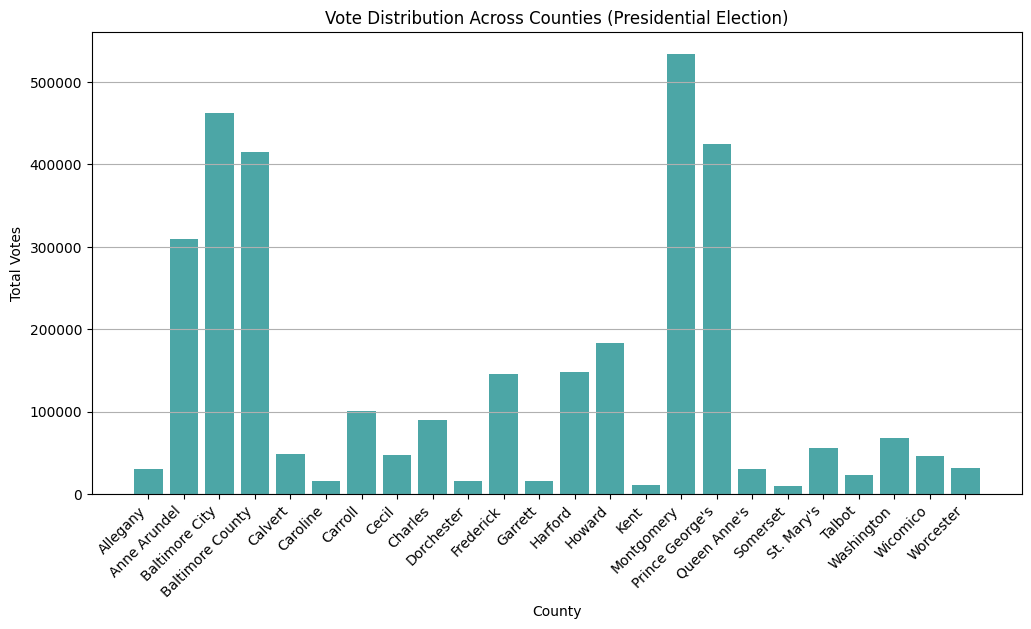 Vote Distribution Across Counties (Presidential Election)
Total Votes
500000
400000
300000
200000
100000
0
Allegany
Anne Arundel
Baltimore City
Baltimore County
Calvert
Caroline
Carroll
Cecil
Charles
Dorchester
Frederick
Garrett
Harford
Howard
Kent
Montgomery
Prince George's
Queen Anne's
Somerset
St. Mary's
Talbot
Washington
Wicomico
Worcester
County